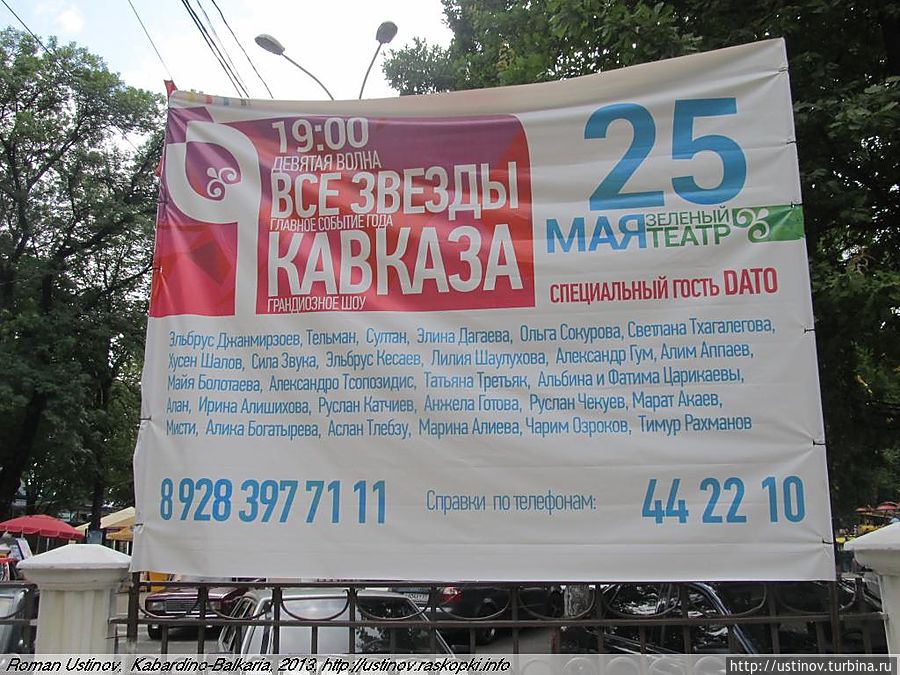 19:00
ДЕВЯТАЯ ВОЛНА
ВСЕ ЗВЕЗДЫ
ГЛАВНОЕ СОБЫТИЕ ГОДА
КАВКАЗА
ГРАНДИОЗНОЕ ШОУ
25
МАЯ ЗЕЛЕНЫЙ
ТЕАТР
СПЕЦИАЛЬНЫЙ ГОСТЬ DATO
Эльбрус Джанмирзоев, Тельман, Султан, Элина Дагаева, Ольга Сокурова, Светлана Тхагалегова,
Хусен Шалов, Сила Звука, Эльбрус Кесаев, Лилия Шаулухова, Александр Гум, Алим Аппаев,
Майя Болотаева, Александро Тсопозидис, Татьяна Третьяк, Альбина и Фатима Царикаевы,
Алан, Ирина Алишихова, Руслан Катчиев, Анжела Готова, Руслан Чекуев, Марат Акаев,
Мисти, Алика Богатырева, Аслан Тлебзу, Марина Алиева, Чарим Озроков, Тимур Рахманов
8 928 397 71 11 Справки по телефонам: 44 22 10
Roman Ustinov, Kabardino-Balkaria, 2013, http://ustinov.raskopki.info
http://ustinov.turbina.ru